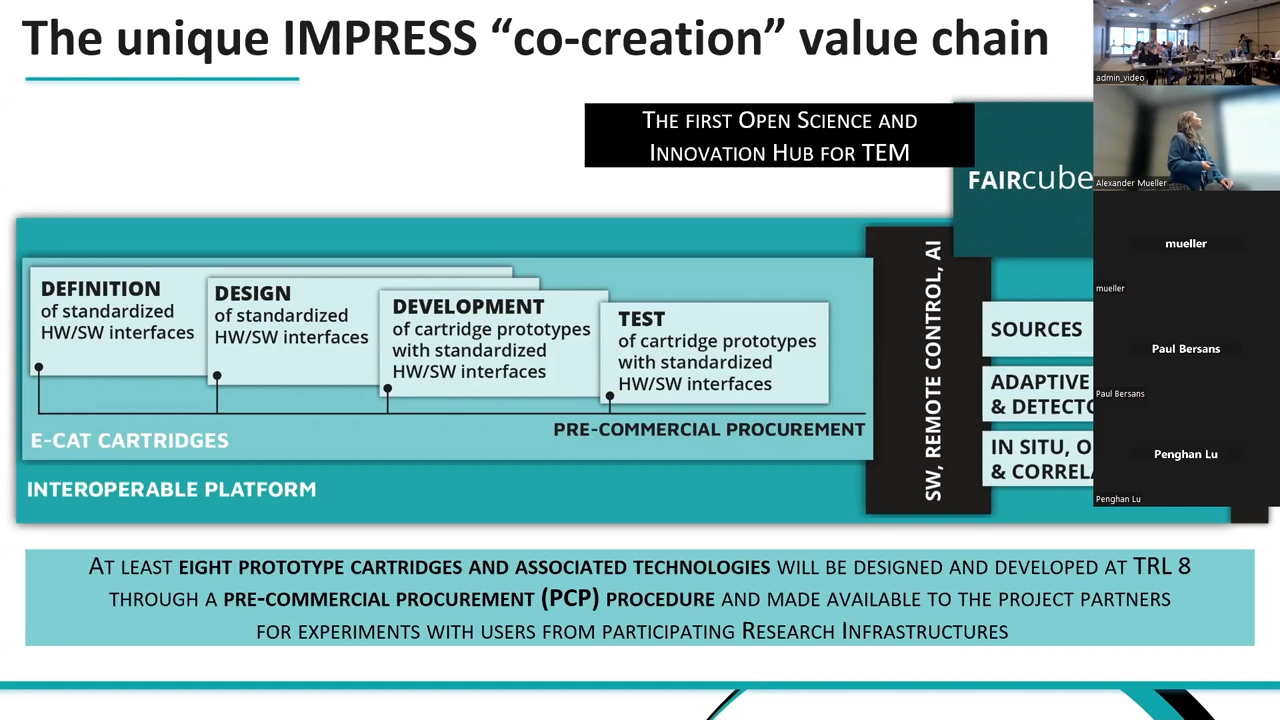 The unique IMPRESS “co-creation” value chain
THE FIRST OPEN SCIENCE AND
INNOVATION HUB FOR TEM
FAIRcube
DEFINITION
of standardized
HW/SW interfaces
DESIGN
of standardized
HW/SW interfaces
DEVELOPMENT
of cartridge prototypes
with standardized
HW/SW interfaces
TEST
of cartridge prototypes
with standardized
HW/SW interfaces
E-CAT CARTRIDGES
PRE-COMMERCIAL PROCUREMENT
INTEROPERABLE PLATFORM
SW, REMOTE CONTROL, AI
SOURCES
ADAPTIVE
& DETECTO
IN SITU, O
& CORREL
AT LEAST EIGHT PROTOTYPE CARTRIDGES AND ASSOCIATED TECHNOLOGIES WILL BE DESIGNED AND DEVELOPED AT TRL 8
THROUGH A PRE-COMMERCIAL PROCUREMENT (PCP) PROCEDURE AND MADE AVAILABLE TO THE PROJECT PARTNERS
FOR EXPERIMENTS WITH USERS FROM PARTICIPATING RESEARCH INFRASTRUCTURES
admin_video
Alexander Mueller
mueller
mueller
Paul Bersans
Paul Bersans
Penghan Lu
Penghan Lu